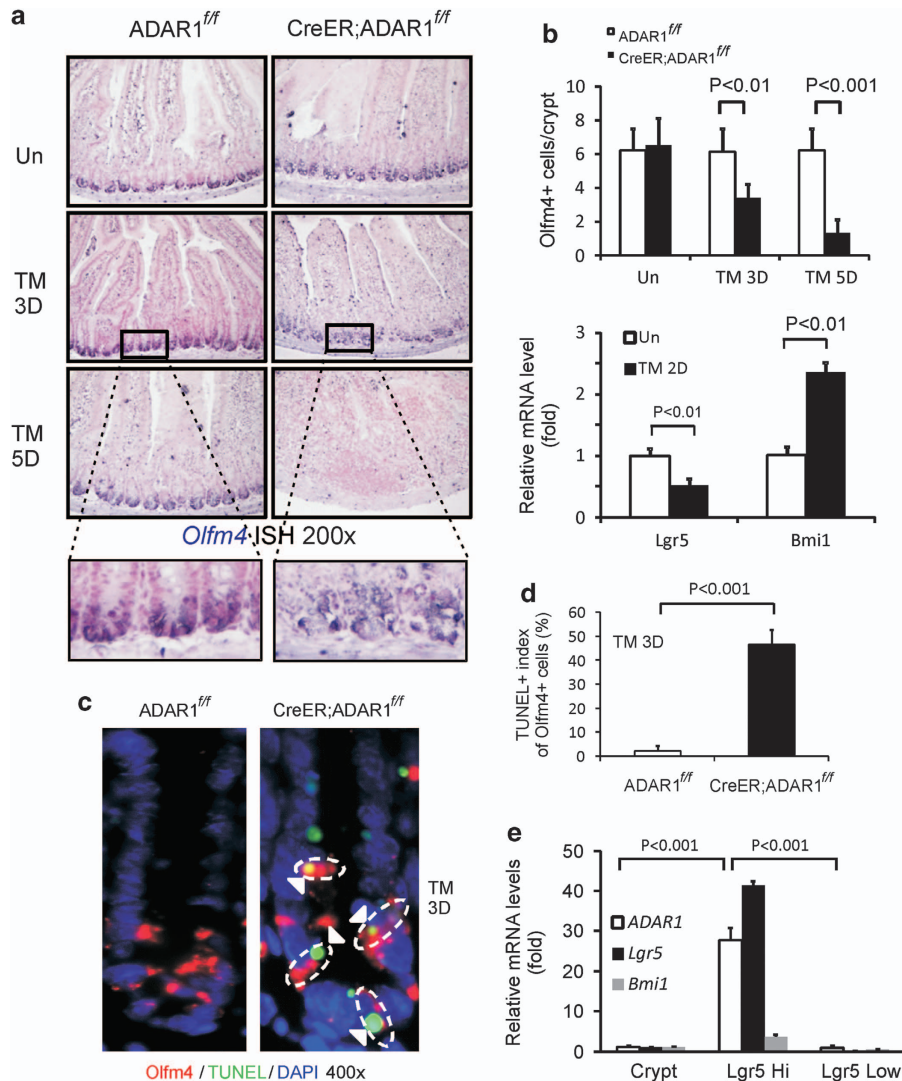 a
ADAR1f/f
CreER;ADAR1f/f
Un
TM
3D
TM
5D
Olfm4 ISH 200x
b
ADAR1f/f
CreER;ADAR1f/f
P<0.01
P<0.001
Olfm4+ cells/crypt
10
8
6
4
2
0
Un
TM 3D
TM 5D
Un
TM 2D
P<0.01
P<0.01
Relative mRNA level
(fold)
3
2
1
0
Lgr5
Bmi1
c
ADAR1f/f
CreER;ADAR1f/f
TM
3D
Olfm4 / TUNEL / DAPI 400x
d
P<0.001
TM 3D
TUNEL+ index
of Olfm4+ cells (%)
60
50
40
30
20
10
0
ADAR1f/f
CreER;ADAR1f/f
e
P<0.001
P<0.001
ADAR1
Lgr5
Bmi1
Relative mRNA levels
(fold)
50
40
30
20
10
0
Crypt
Lgr5 Hi
Lgr5 Low